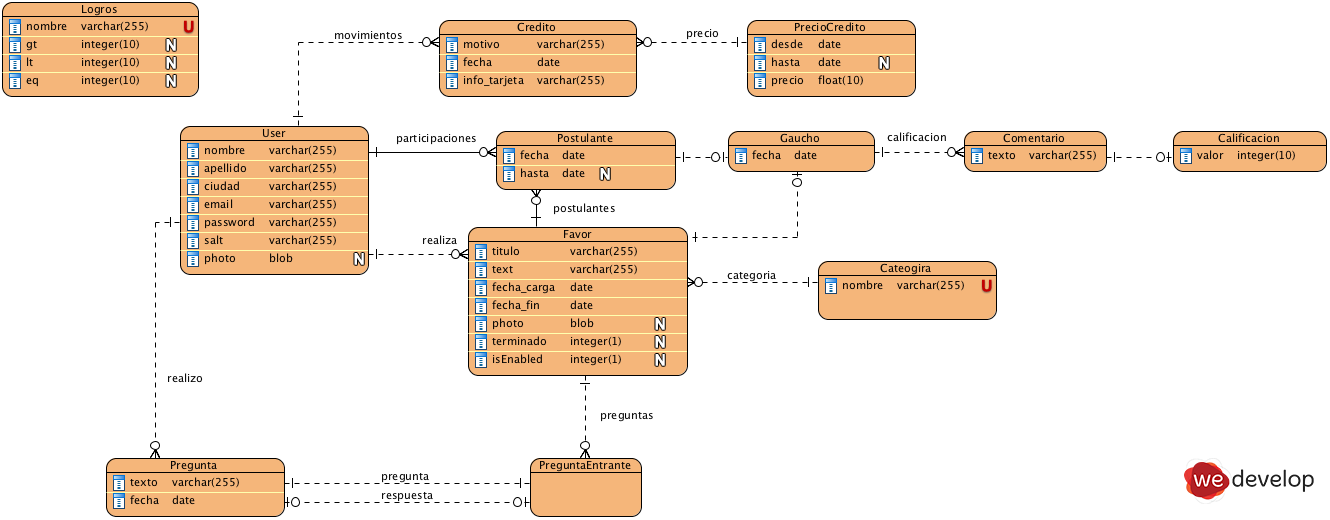 Logros
nombre varchar(255) U
gt integer(10) N
lt integer(10) N
eq integer(10) N
movimientos
Credito
motivo varchar(255)
fecha date
info_tarjeta varchar(255)
precio
PrecioCredito
desde date
hasta date N
precio float(10)
User
nombre varchar(255)
apellido varchar(255)
ciudad varchar(255)
email varchar(255)
password varchar(255)
salt varchar(255)
photo blob N
participaciones
Postulante
fecha date
hasta date N
Gaucho
fecha date
calificacion
Comentario
texto varchar(255)
Calificacion
valor integer(10)
postulantes
realiza
Favor
titulo varchar(255)
text varchar(255)
fecha_carga date
fecha_fin date
photo blob N
terminado integer(1) N
isEnabled integer(1) N
categoria
Cateogira
nombre varchar(255) U
realizo
preguntas
Pregunta
texto varchar(255)
fecha date
pregunta
respuesta
PreguntaEntrante
we develop